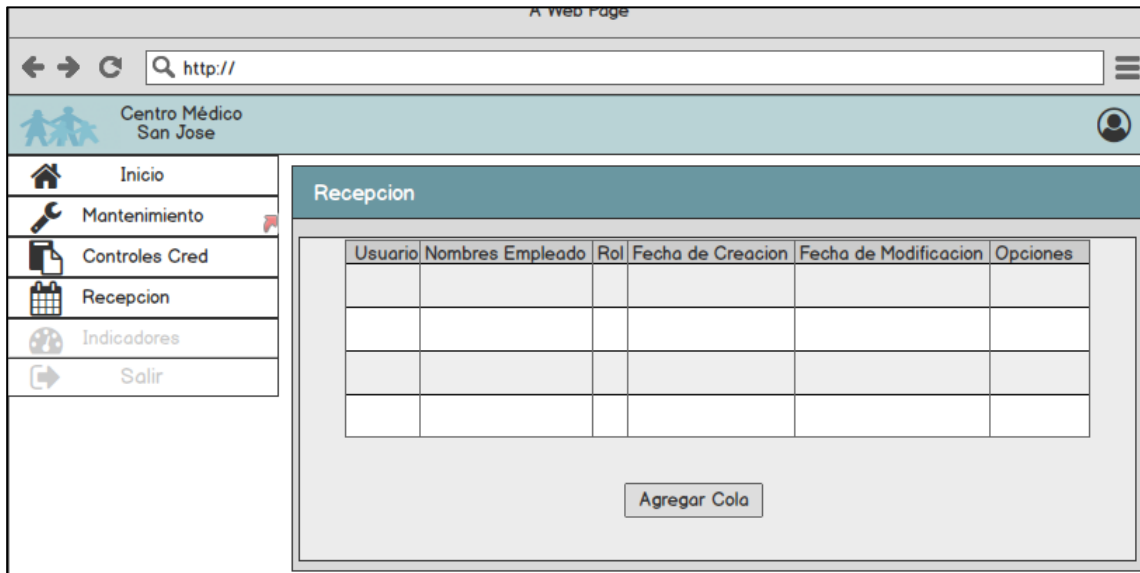 A Web Page
http://
Centro Médico
San Jose
Inicio
Mantenimiento
Controles Cred
Recepcion
Indicadores
Salir
Recepcion
Usuario Nombres Empleado Rol Fecha de Creacion Fecha de Modificacion Opciones
Agregar Cola